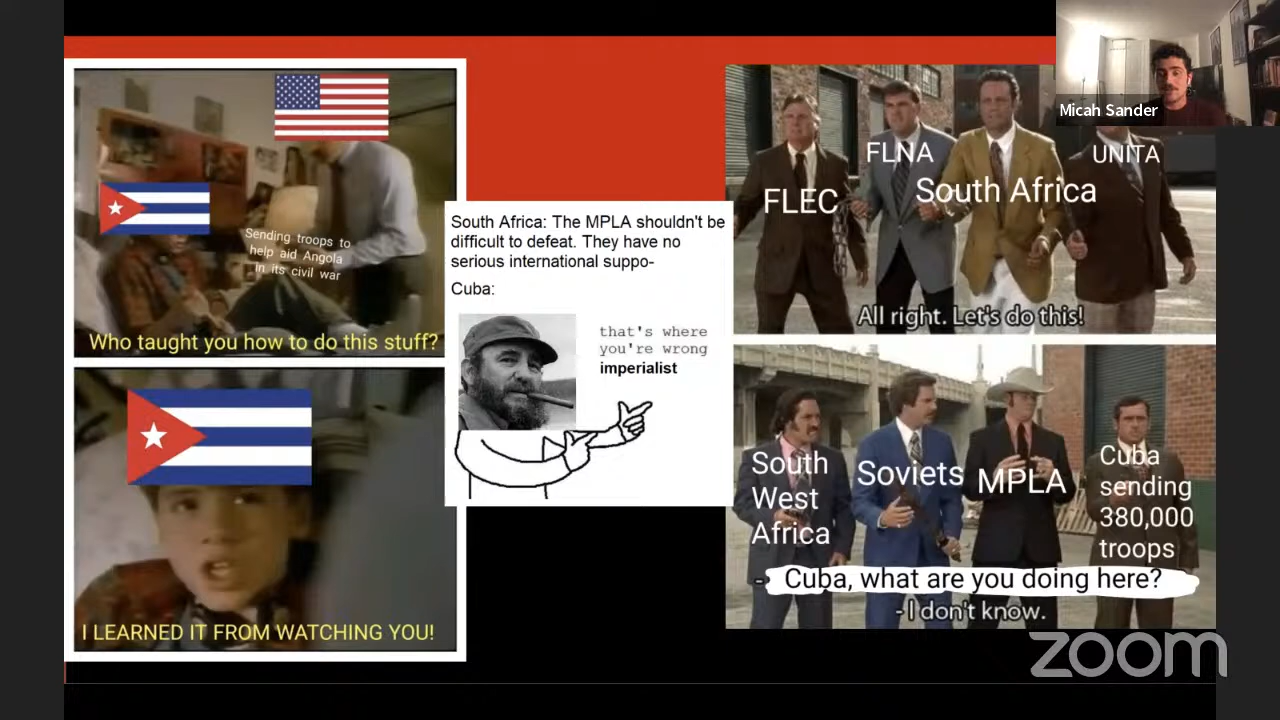 Sending troops to
help aid Angola
in its civil war
Who taught you how to do this stuff?
I LEARNED IT FROM WATCHING YOU!
South Africa: The MPLA shouldn't be
difficult to defeat. They have no
serious international suppo-
Cuba:
that's where
you're wrong
imperialist
FLEC
FLNA
South Africa
UNITA
All right. Let's do this!
South
West
Africa
Soviets
MPLA
Cuba
sending
380,000
troops
- Cuba, what are you doing here?
- I don't know.
Micah Sander
zoom